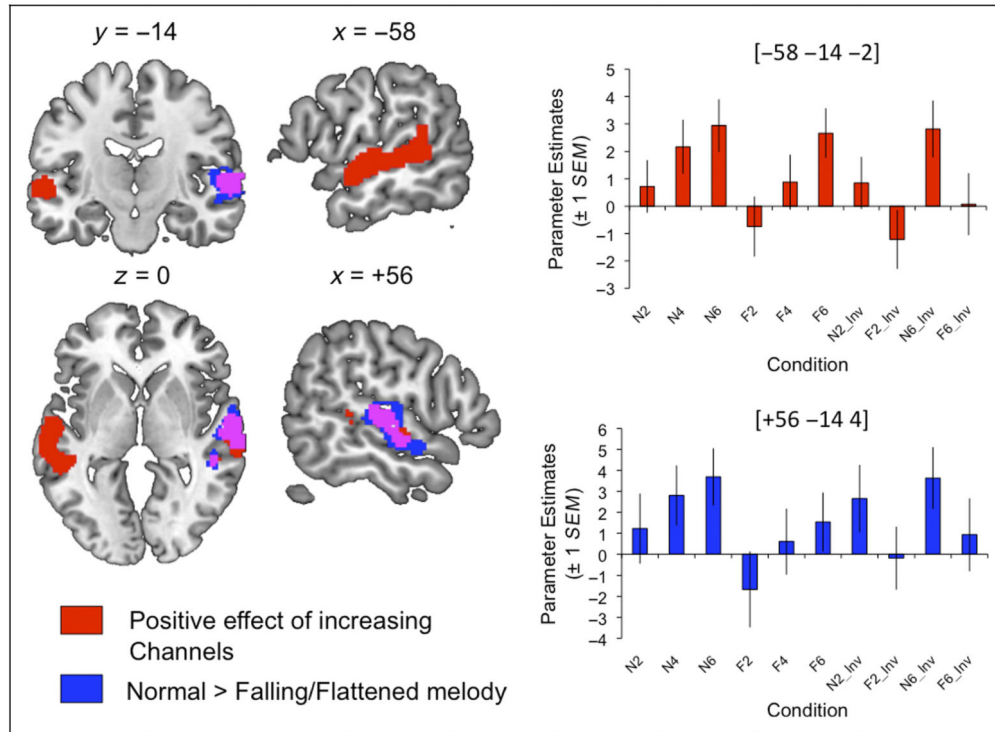 y = −14
x = −58
z = 0
x = +56
Positive effect of increasing
Channels
Normal > Falling/Flattened melody
[−58 −14 −2]
Parameter Estimates
(± 1 SEM)
5
4
3
2
1
0
−1
−2
−3
N2
N4
N6
F2
F4
F6
N2_Inv
F2_Inv
N6_Inv
F6_Inv
Condition
[+56 −14 4]
Parameter Estimates
(± 1 SEM)
6
5
4
3
2
1
0
−1
−2
−3
−4
N2
N4
N6
F2
F4
F6
N2_Inv
F2_Inv
N6_Inv
F6_Inv
Condition